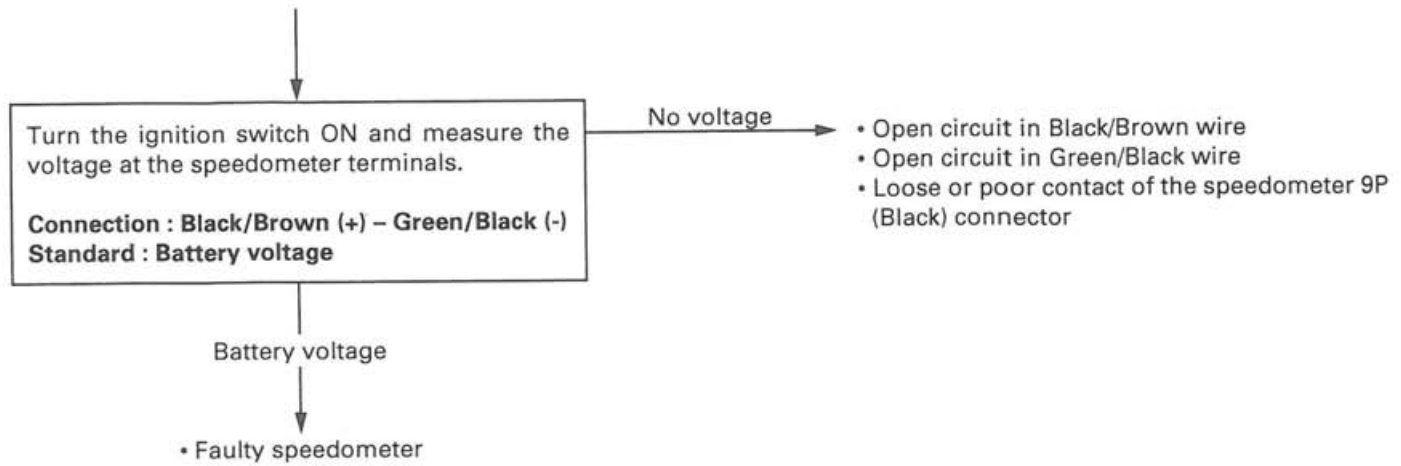 Turn the ignition switch ON and measure the
voltage at the speedometer terminals.
Connection : Black/Brown (+) – Green/Black (-)
Standard : Battery voltage
No voltage
• Open circuit in Black/Brown wire
• Open circuit in Green/Black wire
• Loose or poor contact of the speedometer 9P
(Black) connector
Battery voltage
• Faulty speedometer